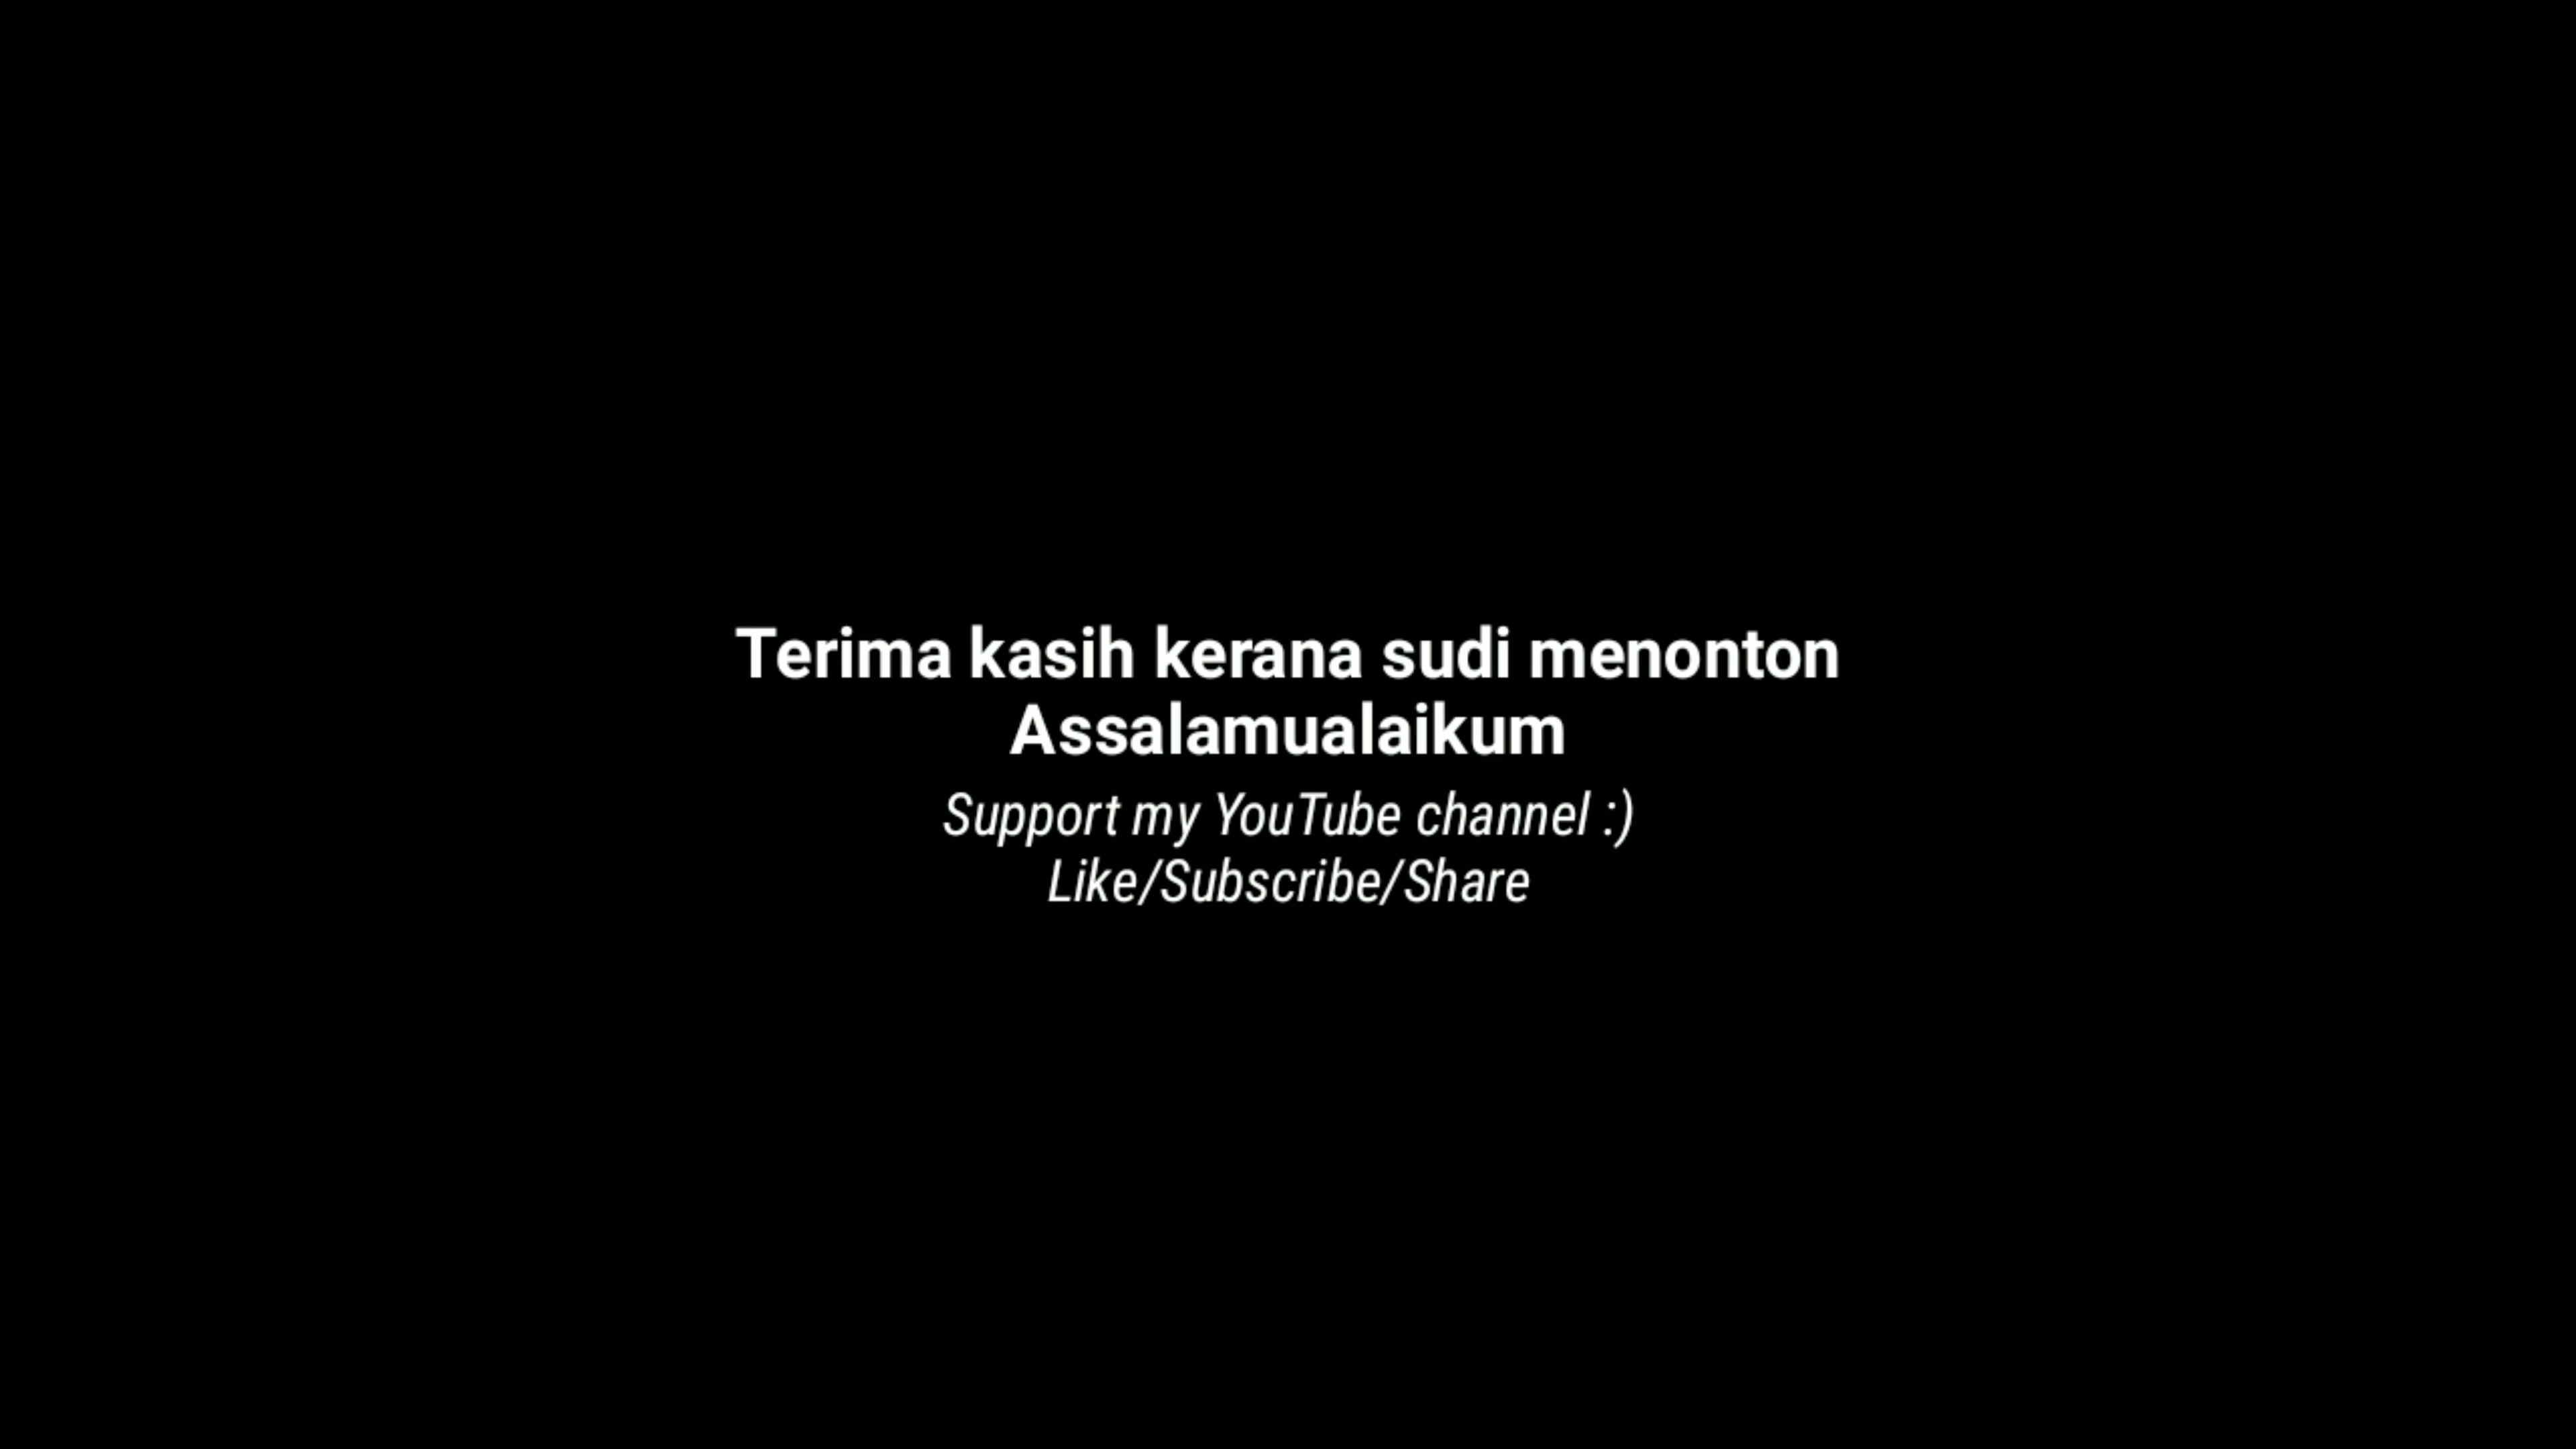 Terima kasih kerana sudi menonton
Assalamualaikum
Support my YouTube channel :)
Like/Subscribe/Share